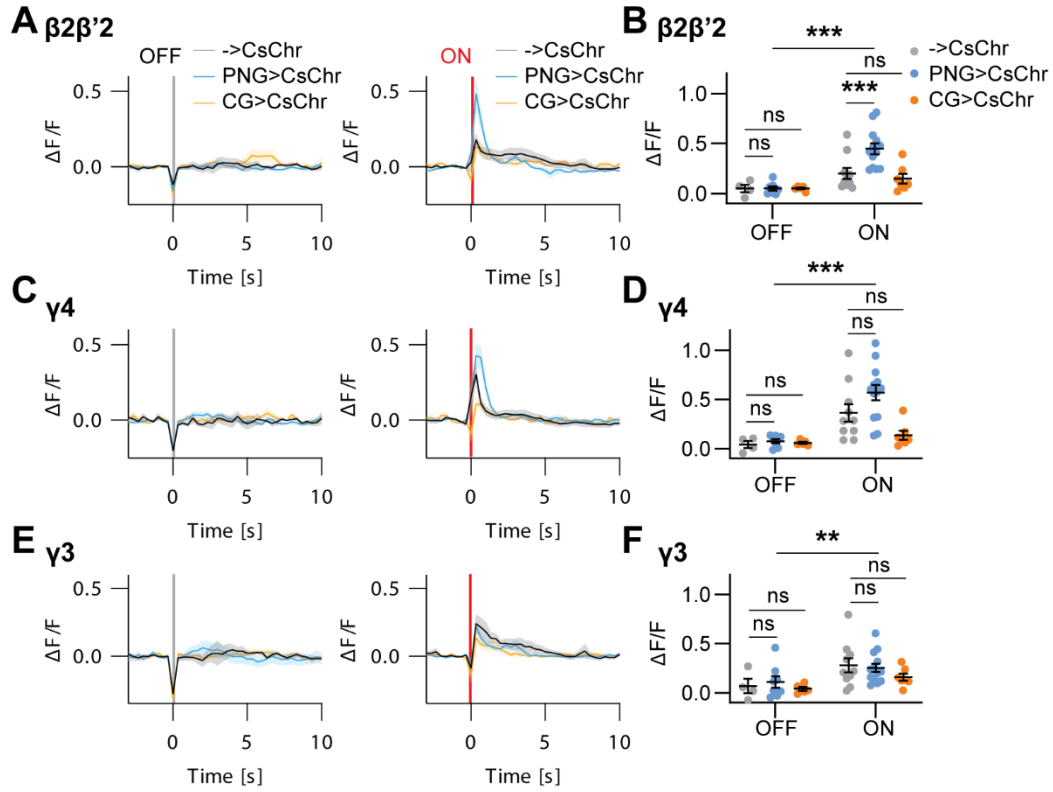 A β2β'2
OFF
->CsChr
PNG>CsChr
CG>CsChr
ΔF/F
0.5
0.0
0 5 10
Time [s]
ON
->CsChr
PNG>CsChr
CG>CsChr
ΔF/F
0.5
0.0
0 5 10
Time [s]
B β2β'2
->CsChr
PNG>CsChr
CG>CsChr
***
ns
***
ns
ns
ΔF/F
1.0
0.5
0.0
OFF ON
C γ4
ΔF/F
0.5
0.0
0 5 10
Time [s]
ΔF/F
0.5
0.0
0 5 10
Time [s]
D γ4
***
ns
ns
ns
ns
ΔF/F
1.0
0.5
0.0
OFF ON
E γ3
ΔF/F
0.5
0.0
0 5 10
Time [s]
ΔF/F
0.5
0.0
0 5 10
Time [s]
F γ3
**
ns
ns
ns
ns
ΔF/F
1.0
0.5
0.0
OFF ON